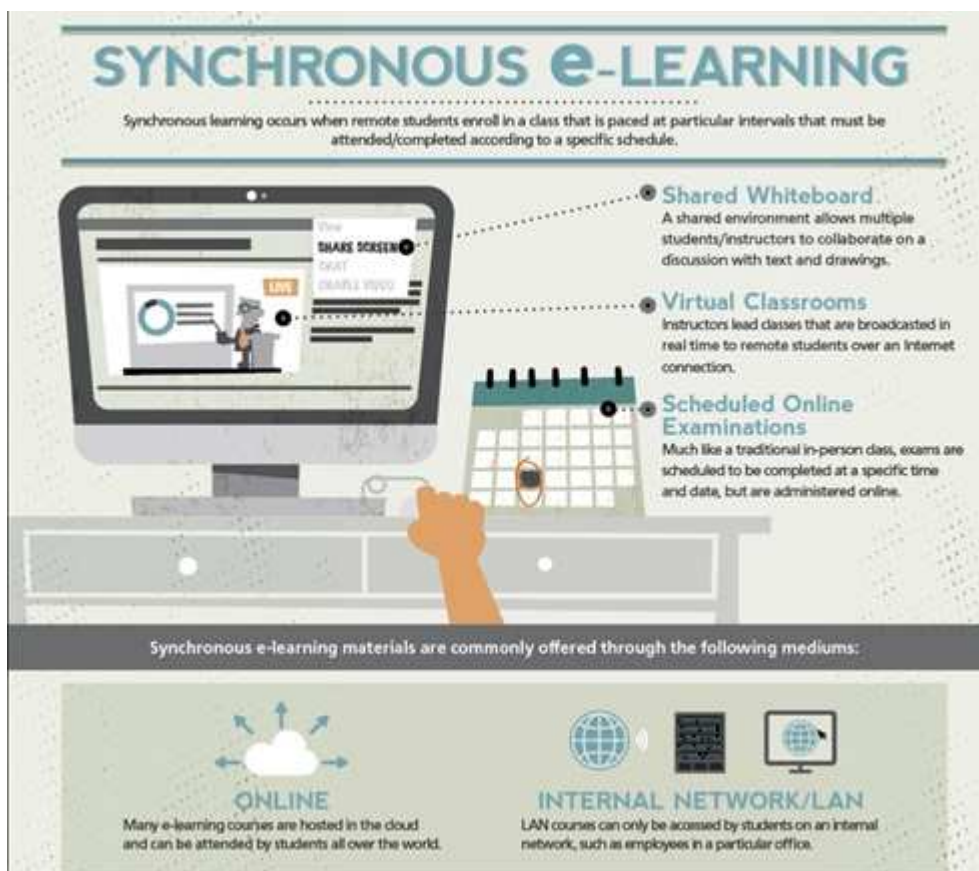 SYNCHRONOUS e-LEARNING
Synchronous learning occurs when remote students enroll in a class that is paced at particular intervals that must be
attended/completed according to a specific schedule.
View
SHARE SCREEN
CHAT
ENABLE VIDEO
LIVE
Shared Whiteboard
A shared environment allows multiple
students/instructors to collaborate on a
discussion with text and drawings.
Virtual Classrooms
Instructors lead classes that are broadcasted in
real time to remote students over an Internet
connection.
Scheduled Online
Examinations
Much like a traditional in-person class, exams are
scheduled to be completed at a specific time
and date, but are administered online.
Synchronous e-learning materials are commonly offered through the following mediums:
ONLINE
Many e-learning courses are hosted in the cloud
and can be attended by students all over the world.
INTERNAL NETWORK/LAN
LAN courses can only be accessed by students on an internal
network, such as employees in a particular office.